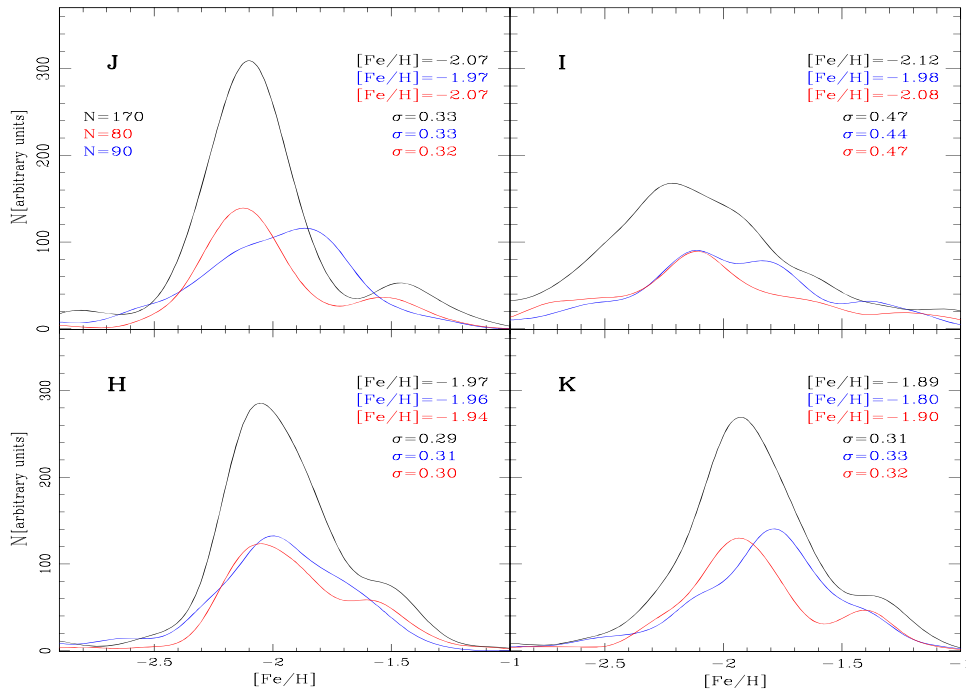 J
[Fe/H]=−2.07
[Fe/H]=−1.97
[Fe/H]=−2.07
N=170
N=80
N=90
σ=0.33
σ=0.33
σ=0.32
N[arbitrary units]
0
100
200
300
I
[Fe/H]=−2.12
[Fe/H]=−1.98
[Fe/H]=−2.08
σ=0.47
σ=0.44
σ=0.47
H
[Fe/H]=−1.97
[Fe/H]=−1.96
[Fe/H]=−1.94
σ=0.29
σ=0.31
σ=0.30
N[arbitrary units]
0
100
200
300
K
[Fe/H]=−1.89
[Fe/H]=−1.80
[Fe/H]=−1.90
σ=0.31
σ=0.33
σ=0.32
−2.5 −2 −1.5 −1 −2.5 −2 −1.5 −1
[Fe/H] [Fe/H]